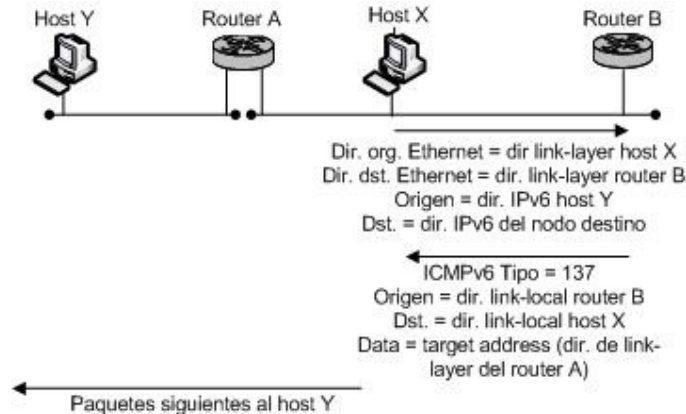 Host Y
Router A
Host X
Router B
Dir. org. Ethernet = dir link-layer host X
Dir. dst. Ethernet = dir. link-layer router B
Origen = dir. IPv6 host Y
Dst. = dir. IPv6 del nodo destino
ICMPv6 Tipo = 137
Origen = dir. link-local router B
Dst. = dir. link-local host X
Data = target address (dir. de link-
layer del router A)
Paquetes siguientes al host Y